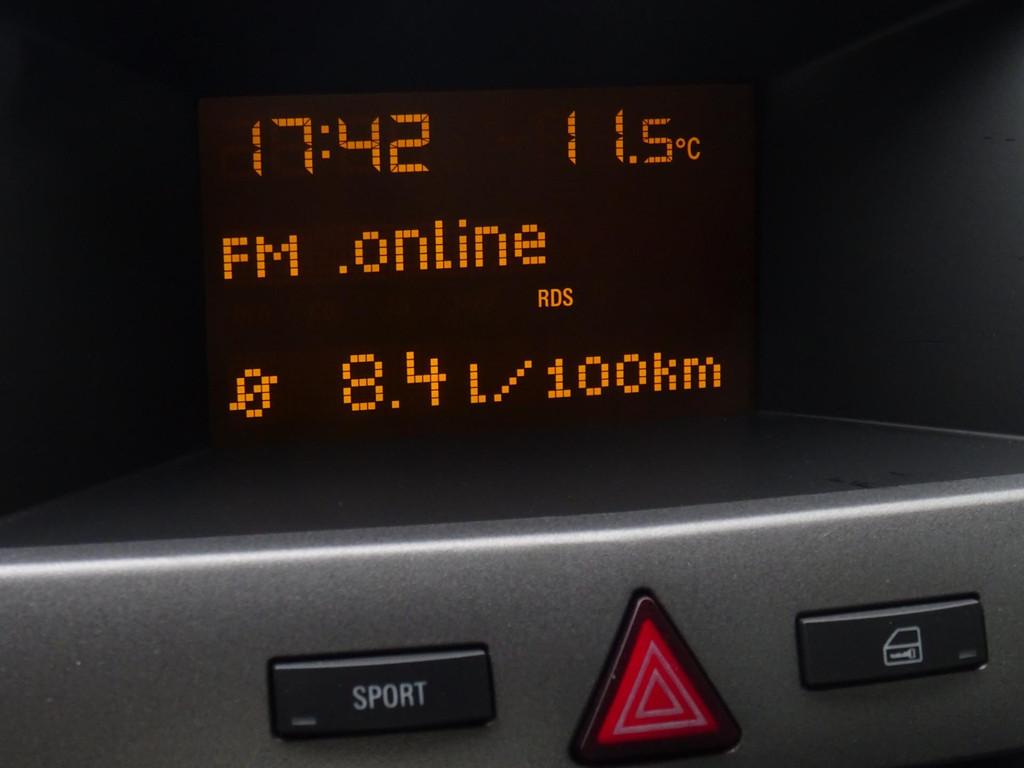 17:42 11.5°C
FM .online
RDS
Ø 8.4 l/100km
SPORT